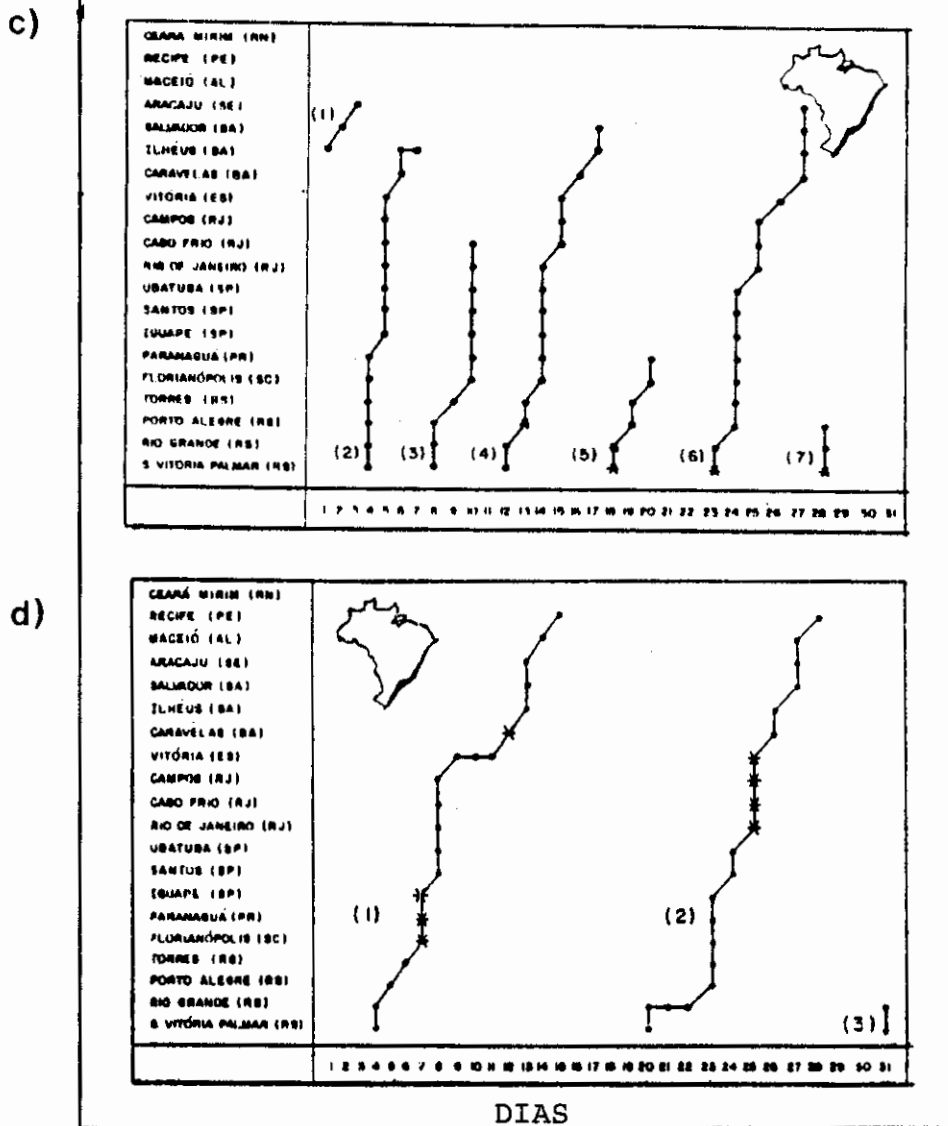 c)
CEARA MIRIM (RN)
RECIFE (PE)
MACEIÓ (AL)
ARACAJU (SE)
SALVADOR (BA)
ILHÉUS (BA)
CARAVELAS (BA)
VITÓRIA (ES)
CAMPOS (RJ)
CABO FRIO (RJ)
RIO DE JANEIRO (RJ)
UBATUBA (SP)
SANTOS (SP)
IGUAPE (SP)
PARANAGUÁ (PR)
FLORIANÓPOLIS (SC)
TORRES (RS)
PORTO ALEGRE (RS)
RIO GRANDE (RS)
S. VITÓRIA PALMAR (RS)
(1)
(2) (3) (4) (5) (6) (7)
1 2 3 4 5 6 7 8 9 10 11 12 13 14 15 16 17 18 19 20 21 22 23 24 25 26 27 28 29 30 31
d)
CEARÁ MIRIM (RN)
RECIFE (PE)
MACEIÓ (AL)
ARACAJU (SE)
SALVADOR (BA)
ILHEUS (BA)
CARAVELAS (BA)
VITÓRIA (ES)
CAMPOS (RJ)
CABO FRIO (RJ)
RIO DE JANEIRO (RJ)
UBATUBA (SP)
SANTOS (SP)
IGUAPE (SP)
PARANAGUÁ (PR)
FLORIANÓPOLIS (SC)
TORRES (RS)
PORTO ALEGRE (RS)
RIO GRANDE (RS)
S VITÓRIA PALMAR (RS)
(1) (2)
(3)
1 2 3 4 5 6 7 8 9 10 11 12 13 14 15 16 17 18 19 20 21 22 23 24 25 26 27 28 29 30 31
DIAS